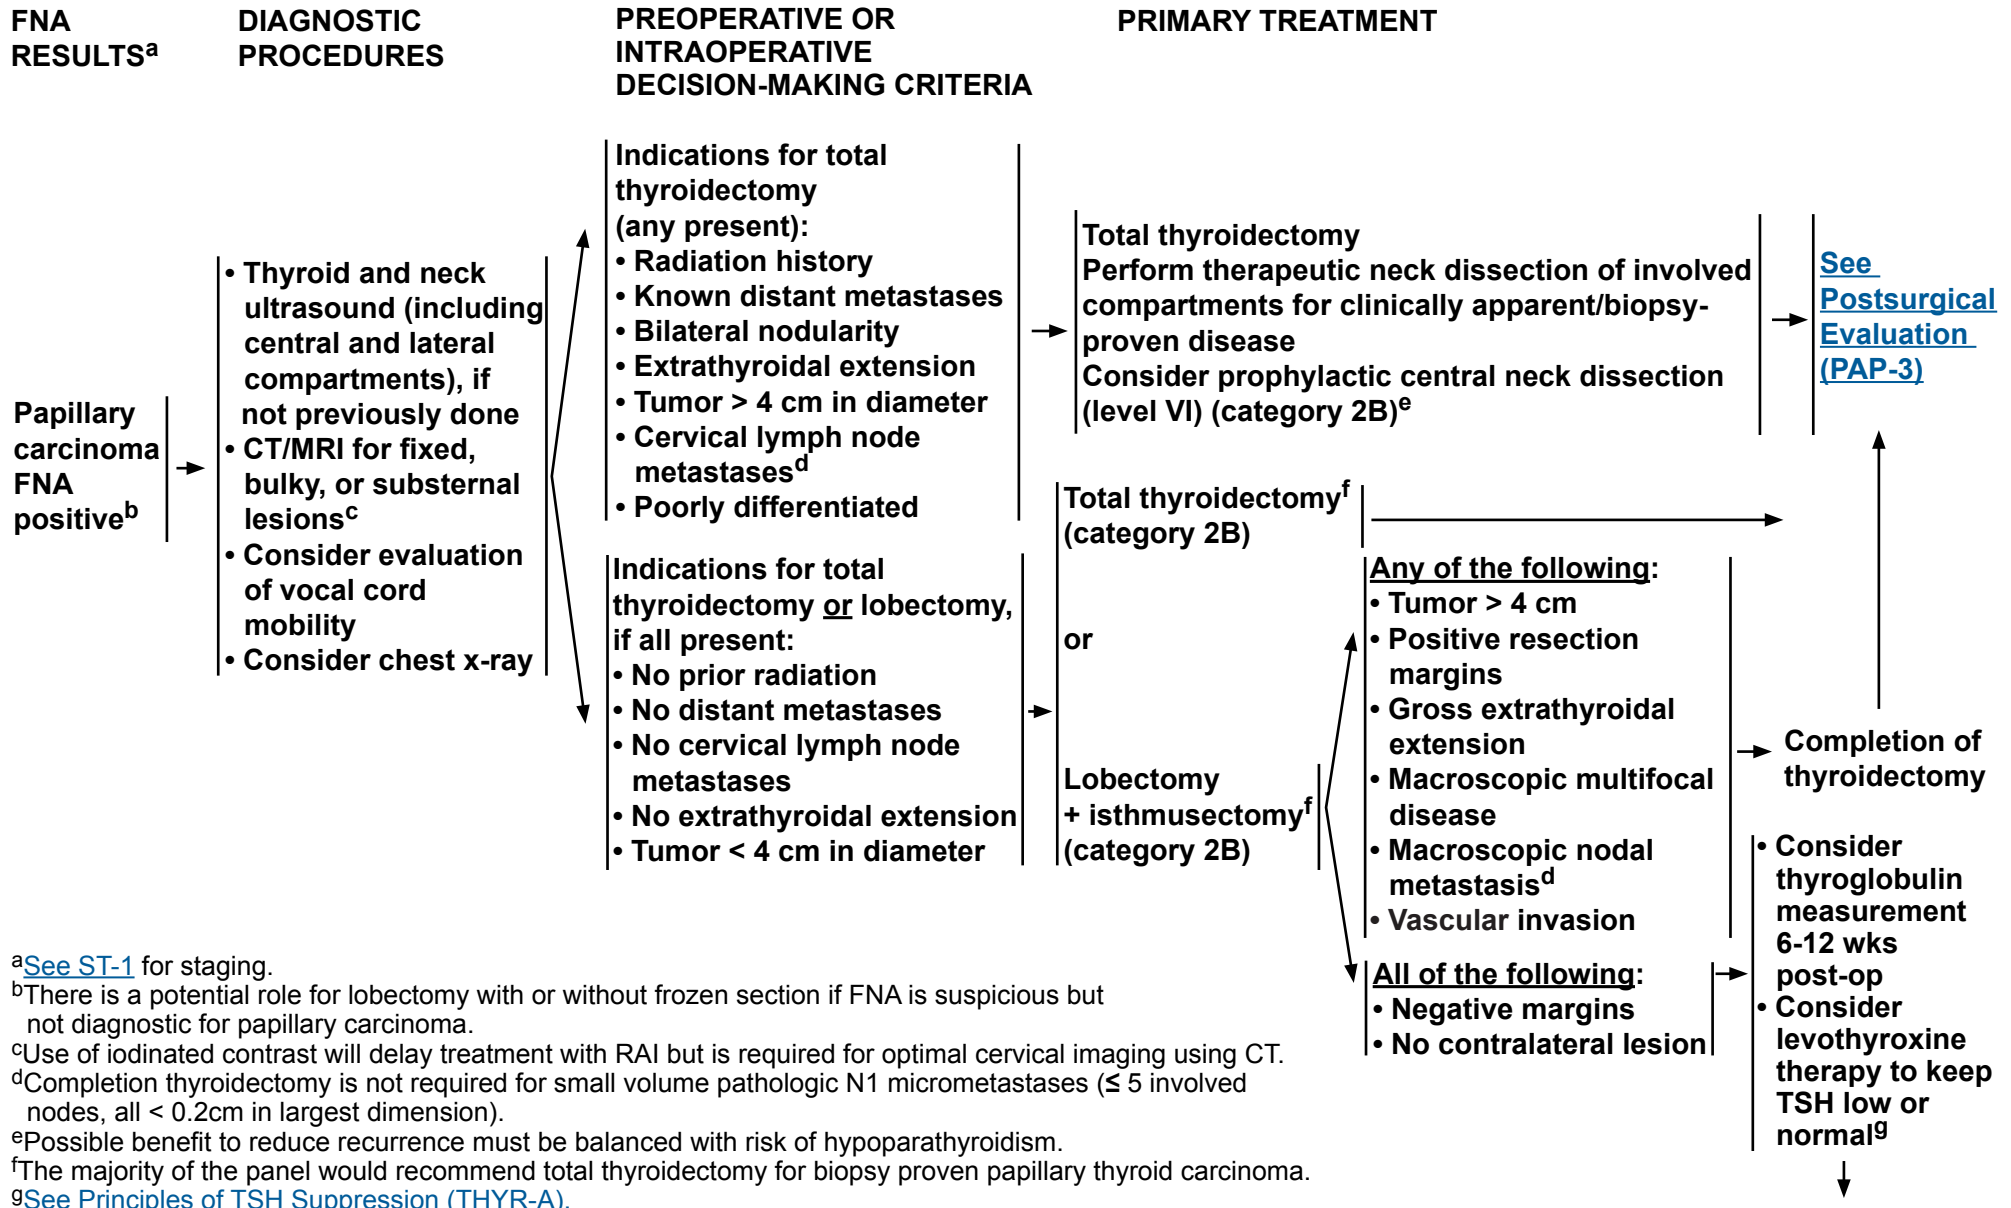 FNA
RESULTSa
DIAGNOSTIC
PROCEDURES
PREOPERATIVE OR
INTRAOPERATIVE
DECISION-MAKING CRITERIA
PRIMARY TREATMENT
Papillary
carcinoma
FNA
positiveb
• Thyroid and neck
ultrasound (including
central and lateral
compartments), if
not previously done
• CT/MRI for fixed,
bulky, or substernal
lesionsc
• Consider evaluation
of vocal cord
mobility
• Consider chest x-ray
Indications for total
thyroidectomy
(any present):
• Radiation history
• Known distant metastases
• Bilateral nodularity
• Extrathyroidal extension
• Tumor > 4 cm in diameter
• Cervical lymph node
metastasesd
• Poorly differentiated
Indications for total
thyroidectomy or lobectomy,
if all present:
• No prior radiation
• No distant metastases
• No cervical lymph node
metastases
• No extrathyroidal extension
• Tumor < 4 cm in diameter
Total thyroidectomy
Perform therapeutic neck dissection of involved
compartments for clinically apparent/biopsy-
proven disease
Consider prophylactic central neck dissection
(level VI) (category 2B)e
See
Postsurgical
Evaluation
(PAP-3)
Total thyroidectomyf
(category 2B)
or
Lobectomy
+ isthmusectomyf
(category 2B)
Any of the following:
• Tumor > 4 cm
• Positive resection
margins
• Gross extrathyroidal
extension
• Macroscopic multifocal
disease
• Macroscopic nodal
metastasisd
• Vascular invasion
Completion of
thyroidectomy
All of the following:
• Negative margins
• No contralateral lesion
• Consider
thyroglobulin
measurement
6-12 wks
post-op
• Consider
levothyroxine
therapy to keep
TSH low or
normalg
aSee ST-1 for staging.
bThere is a potential role for lobectomy with or without frozen section if FNA is suspicious but
not diagnostic for papillary carcinoma.
cUse of iodinated contrast will delay treatment with RAI but is required for optimal cervical imaging using CT.
dCompletion thyroidectomy is not required for small volume pathologic N1 micrometastases (≤ 5 involved
nodes, all < 0.2cm in largest dimension).
ePossible benefit to reduce recurrence must be balanced with risk of hypoparathyroidism.
fThe majority of the panel would recommend total thyroidectomy for biopsy proven papillary thyroid carcinoma.
gSee Principles of TSH Suppression (THYR-A).